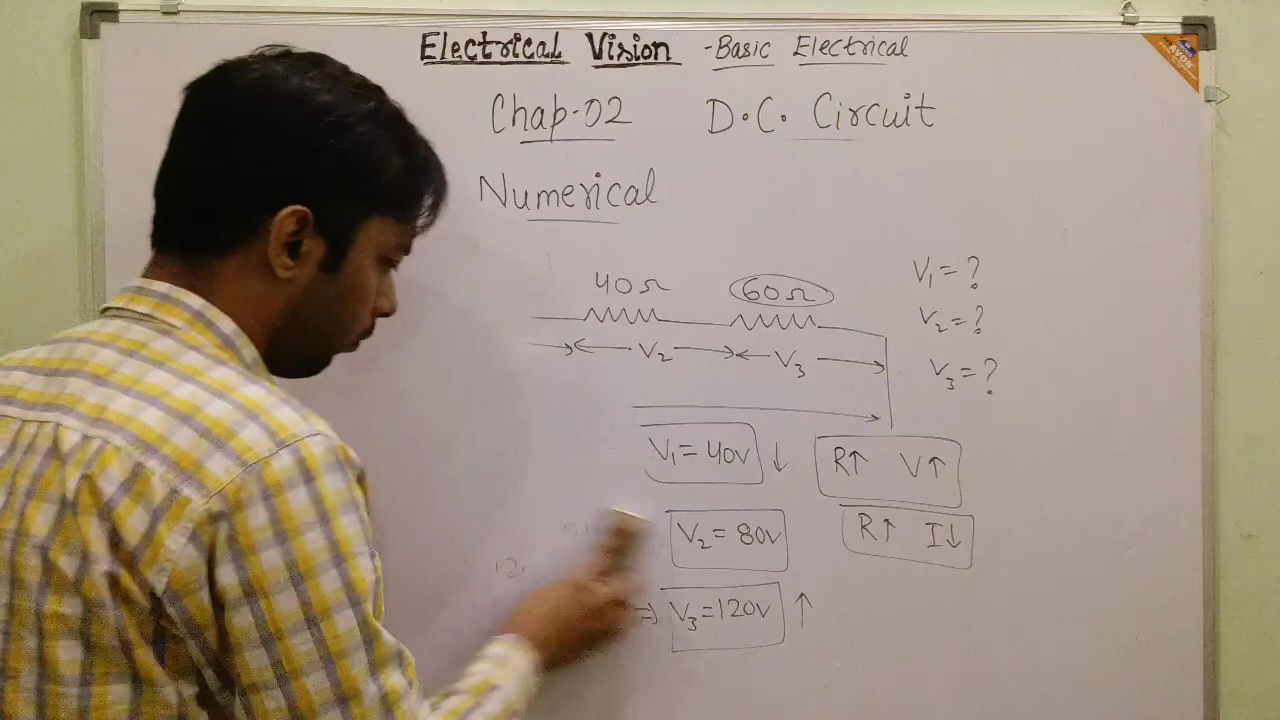 Electrical Vision - Basic Electrical
Chap-02 D.C. Circuit
Numerical
40Ω 60Ω
V₂ V₃
V₁ = ?
V₂ = ?
V₃ = ?
V₁ = 40V ↓
R↑ V↑
V₂ = 80V
R↑ I↓
⇒ V₃ = 120V ↑